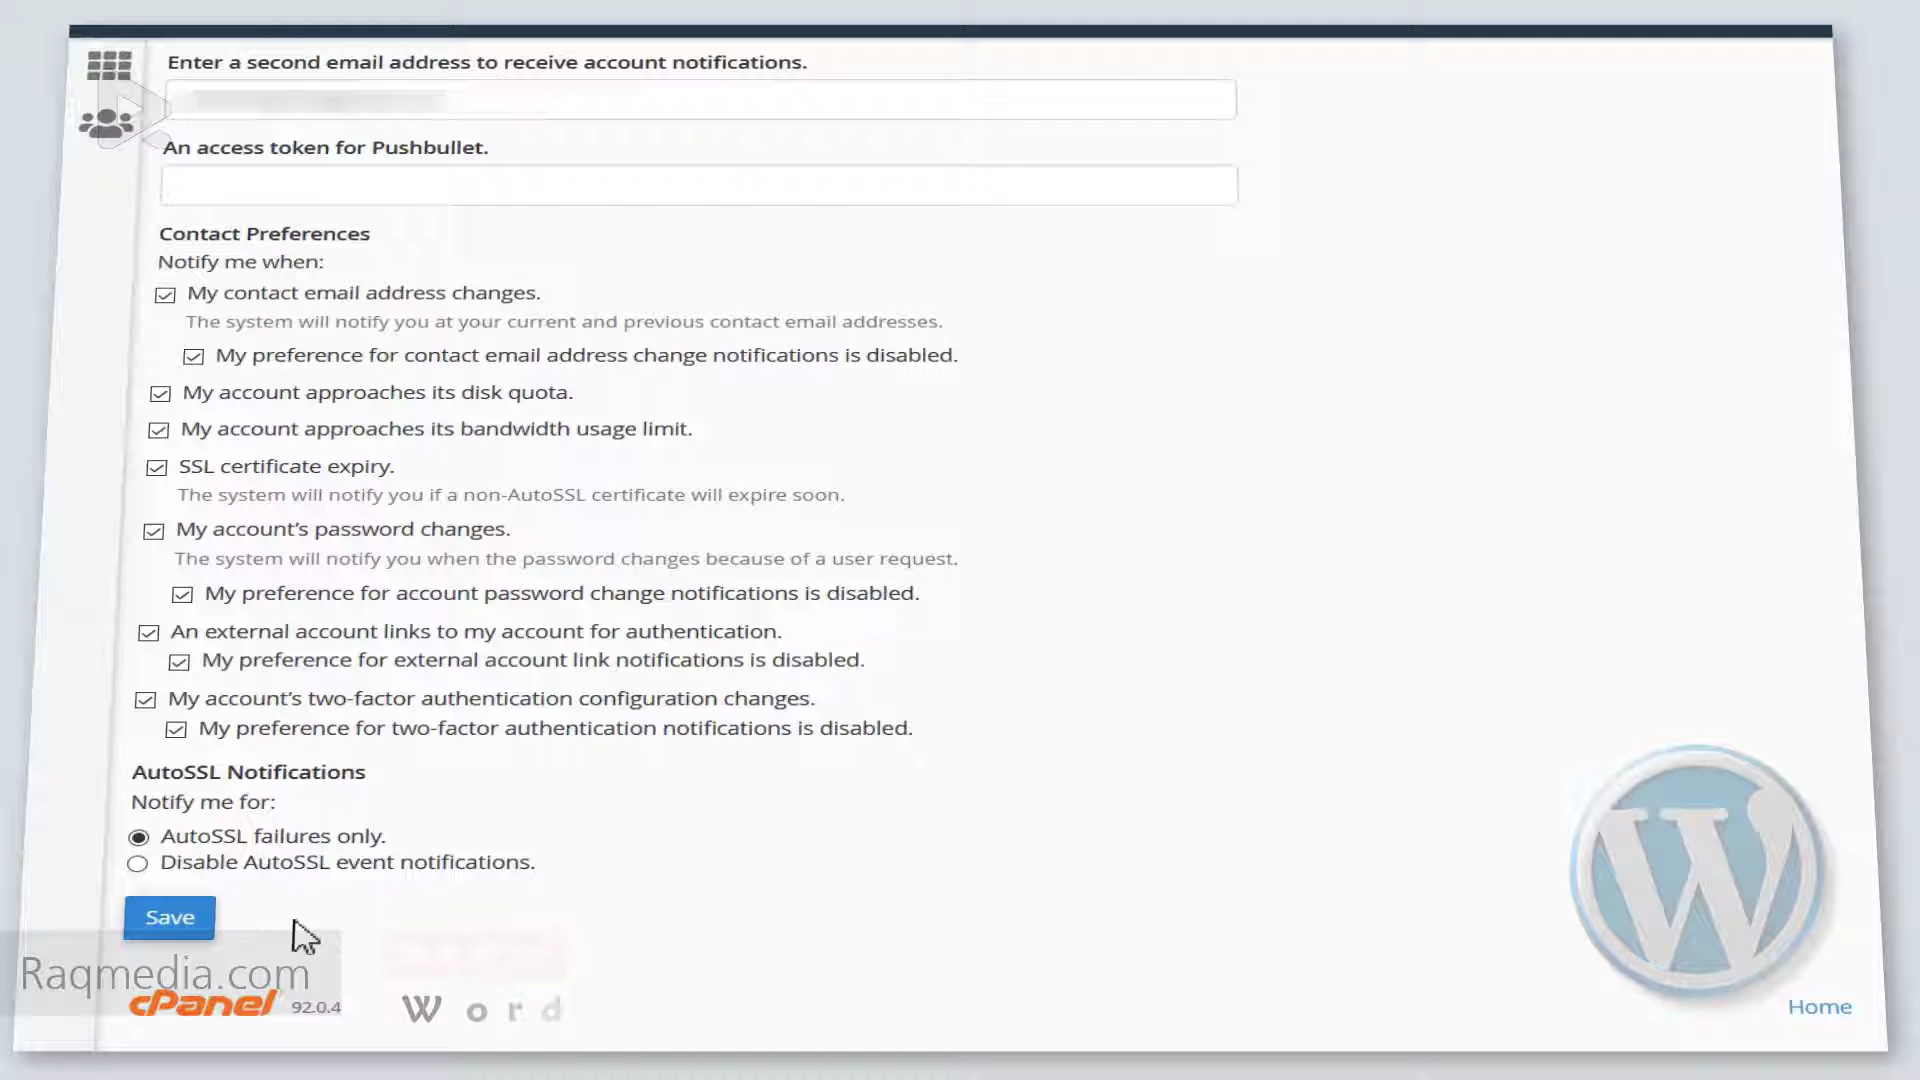 Enter a second email address to receive account notifications.
An access token for Pushbullet.
Contact Preferences
Notify me when:
My contact email address changes.
The system will notify you at your current and previous contact email addresses.
My preference for contact email address change notifications is disabled.
My account approaches its disk quota.
My account approaches its bandwidth usage limit.
SSL certificate expiry.
The system will notify you if a non-AutoSSL certificate will expire soon.
My account's password changes.
The system will notify you when the password changes because of a user request.
My preference for account password change notifications is disabled.
An external account links to my account for authentication.
My preference for external account link notifications is disabled.
My account's two-factor authentication configuration changes.
My preference for two-factor authentication notifications is disabled.
AutoSSL Notifications
Notify me for:
AutoSSL failures only.
Disable AutoSSL event notifications.
Save
Raqmedia.com
cPanel 92.0.4
Word
W
Home